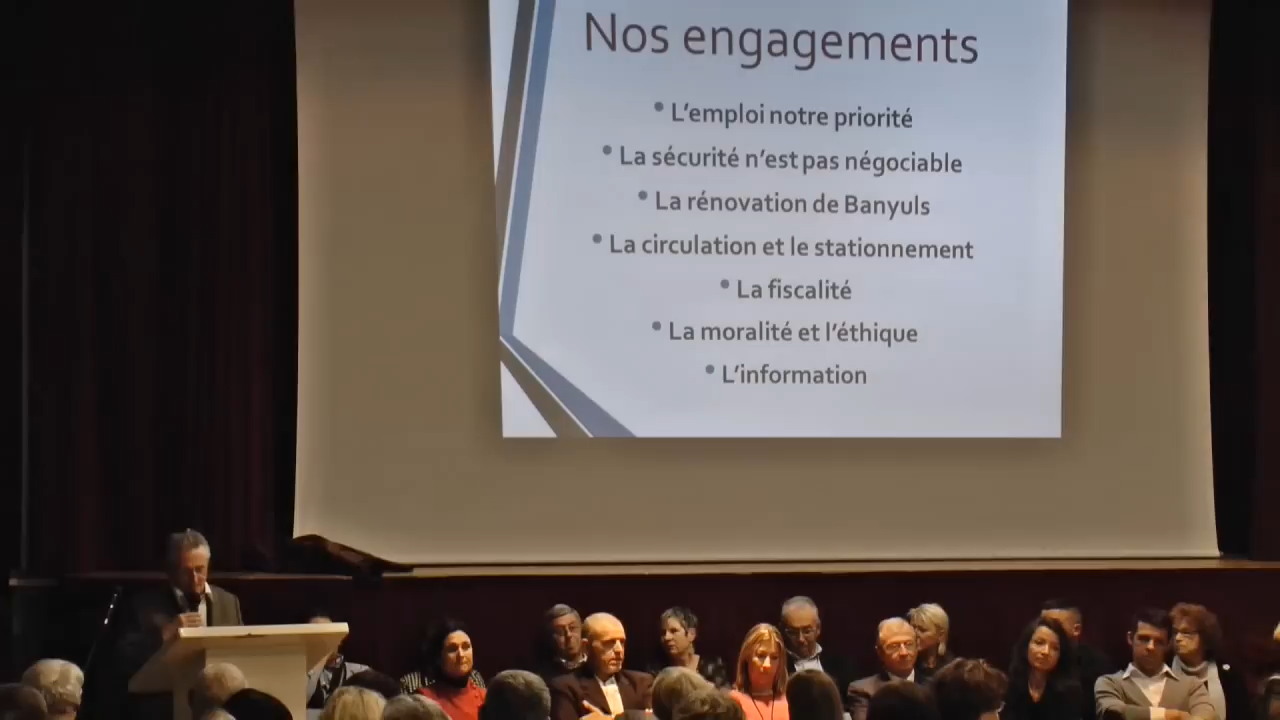 Nos engagements
• L'emploi notre priorité
• La sécurité n'est pas négociable
• La rénovation de Banyuls
• La circulation et le stationnement
• La fiscalité
• La moralité et l'éthique
• L'information